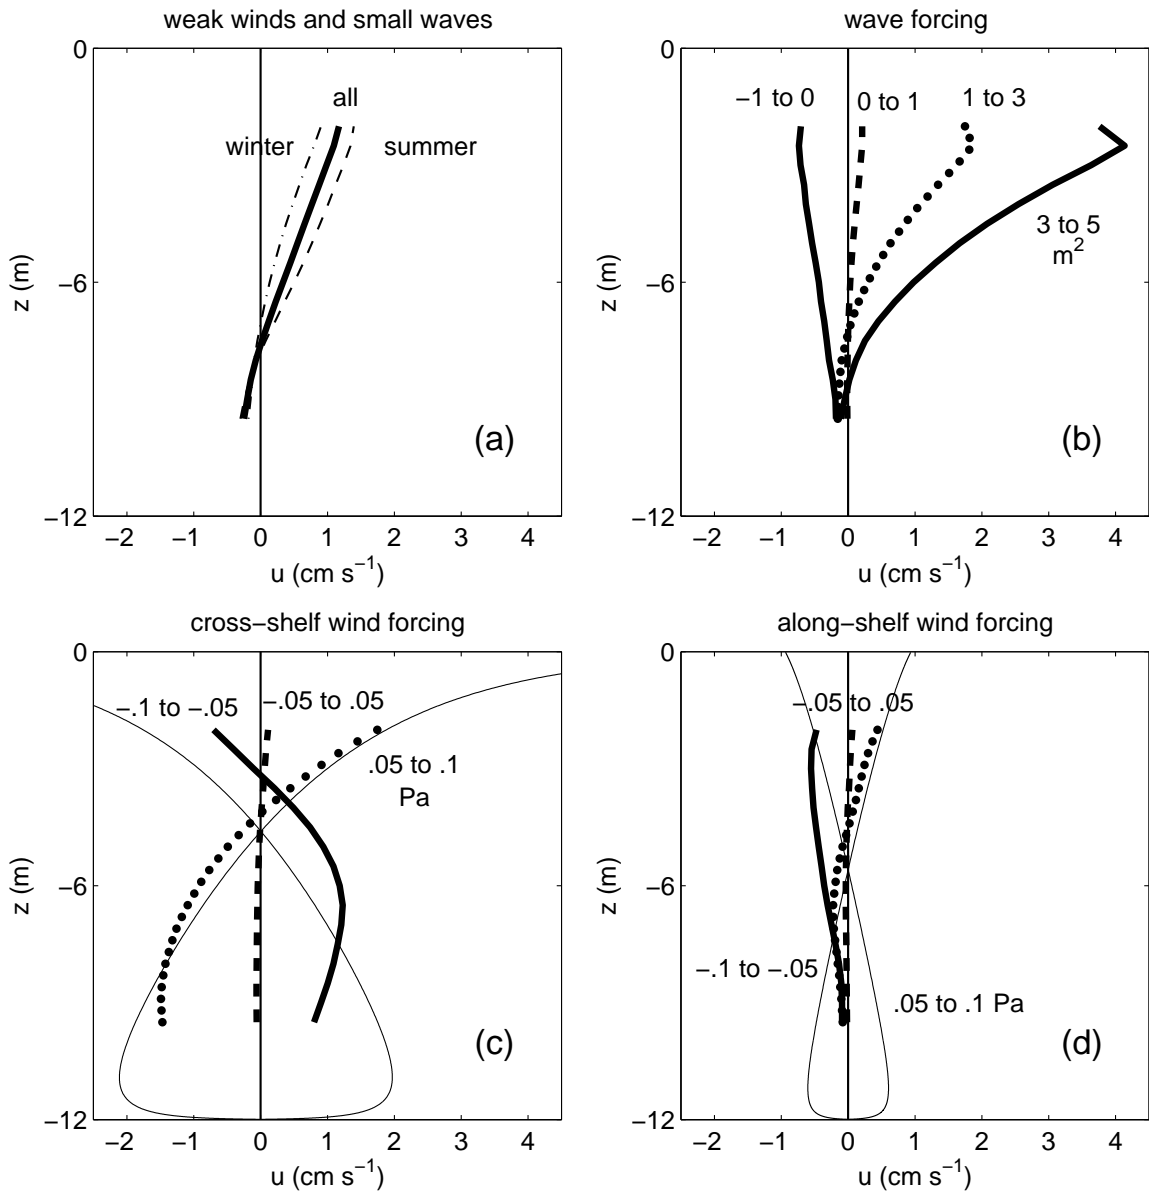 weak winds and small waves
0
−6
−12
z (m)
all
winter
summer
(a)
−2 −1 0 1 2 3 4
u (cm s⁻¹)
wave forcing
0
−6
−12
z (m)
−1 to 0
0 to 1
1 to 3
3 to 5
m²
(b)
−2 −1 0 1 2 3 4
u (cm s⁻¹)
cross−shelf wind forcing
0
−6
−12
z (m)
−.1 to −.05
−.05 to .05
.05 to .1
Pa
(c)
−2 −1 0 1 2 3 4
u (cm s⁻¹)
along−shelf wind forcing
0
−6
−12
z (m)
−.05 to .05
−.1 to −.05
.05 to .1 Pa
(d)
−2 −1 0 1 2 3 4
u (cm s⁻¹)